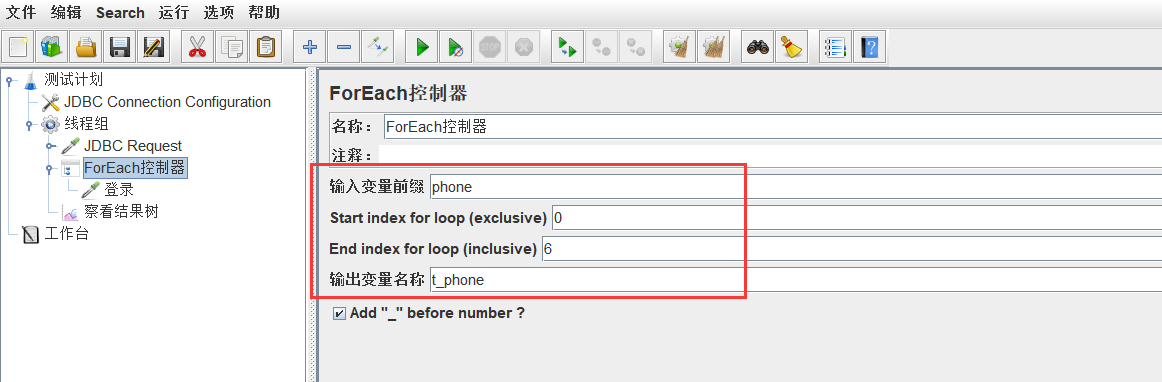 文件 编辑 Search 运行 选项 帮助
STOP
测试计划
JDBC Connection Configuration
线程组
JDBC Request
ForEach控制器
登录
察看结果树
工作台
ForEach控制器
名称： ForEach控制器
注释：
输入变量前缀 phone
Start index for loop (exclusive) 0
End index for loop (inclusive) 6
输出变量名称 t_phone
Add "_" before number ?